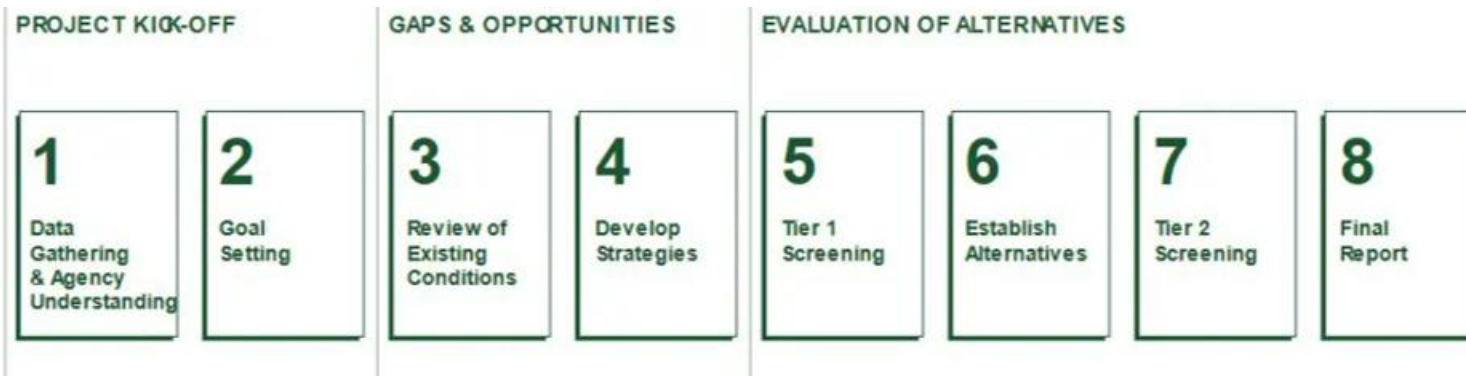 PROJECT KICK-OFF
GAPS & OPPORTUNITIES
EVALUATION OF ALTERNATIVES
1
Data
Gathering
& Agency
Understanding
2
Goal
Setting
3
Review of
Existing
Conditions
4
Develop
Strategies
5
Tier 1
Screening
6
Establish
Alternatives
7
Tier 2
Screening
8
Final
Report